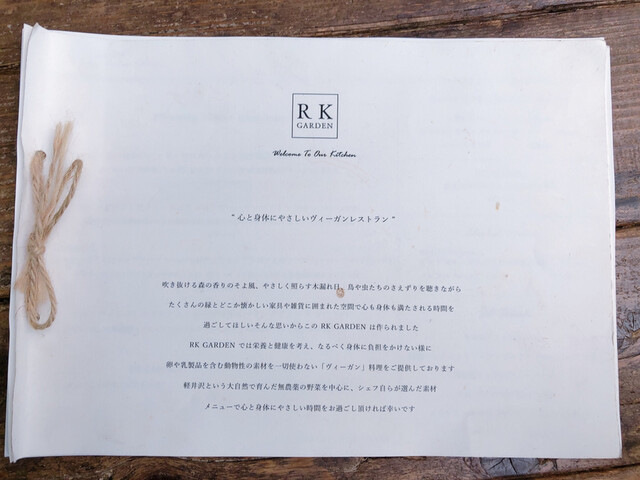 R K
GARDEN
Welcome To Our Kitchen
“ 心と身体にやさしいヴィーガンレストラン ”
吹き抜ける森の香りのそよ風、やさしく照らす木漏れ日、鳥や虫たちのさえずりを聴きながら
たくさんの緑とどこか懐かしい家具や雑貨に囲まれた空間で心も身体も満たされる時間を
過ごしてほしいそんな思いからこの RK GARDEN は作られました
RK GARDEN では栄養と健康を考え、なるべく身体に負担をかけない様に
卵や乳製品を含む動物性の素材を一切使わない「ヴィーガン」料理をご提供しております
軽井沢という大自然で育んだ無農薬の野菜を中心に、シェフ自らが選んだ素材
メニューで心と身体にやさしい時間をお過ごし頂ければ幸いです